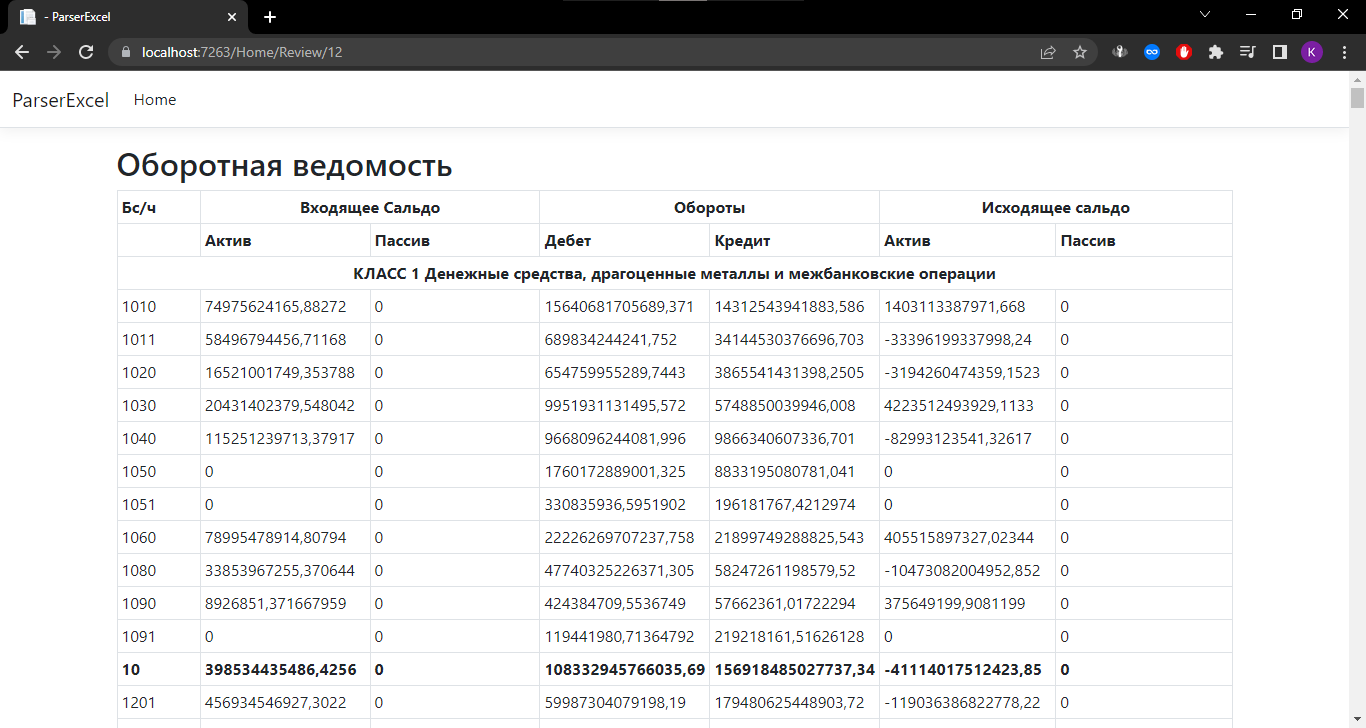 - ParserExcel
localhost:7263/Home/Review/12
K
ParserExcel Home
Оборотная ведомость
Бс/ч Входящее Сальдо Обороты Исходящее сальдо
Актив Пассив Дебет Кредит Актив Пассив
КЛАСС 1 Денежные средства, драгоценные металлы и межбанковские операции
1010 74975624165,88272 0 15640681705689,371 14312543941883,586 1403113387971,668 0
1011 58496794456,71168 0 689834244241,752 34144530376696,703 -33396199337998,24 0
1020 16521001749,353788 0 654759955289,7443 3865541431398,2505 -3194260474359,1523 0
1030 20431402379,548042 0 9951931131495,572 5748850039946,008 4223512493929,1133 0
1040 115251239713,37917 0 9668096244081,996 9866340607336,701 -82993123541,32617 0
1050 0 0 1760172889001,325 8833195080781,041 0 0
1051 0 0 330835936,5951902 196181767,4212974 0 0
1060 78995478914,80794 0 22226269707237,758 21899749288825,543 405515897327,02344 0
1080 33853967255,370644 0 47740325226371,305 58247261198579,52 -10473082004952,852 0
1090 8926851,371667959 0 424384709,5536749 57662361,01722294 375649199,9081199 0
1091 0 0 119441980,71364792 219218161,51626128 0 0
10 398534435486,4256 0 108332945766035,69 156918485027737,34 -41114017512423,85 0
1201 456934546927,3022 0 59987304079198,19 179480625448903,72 -119036386822778,22 0